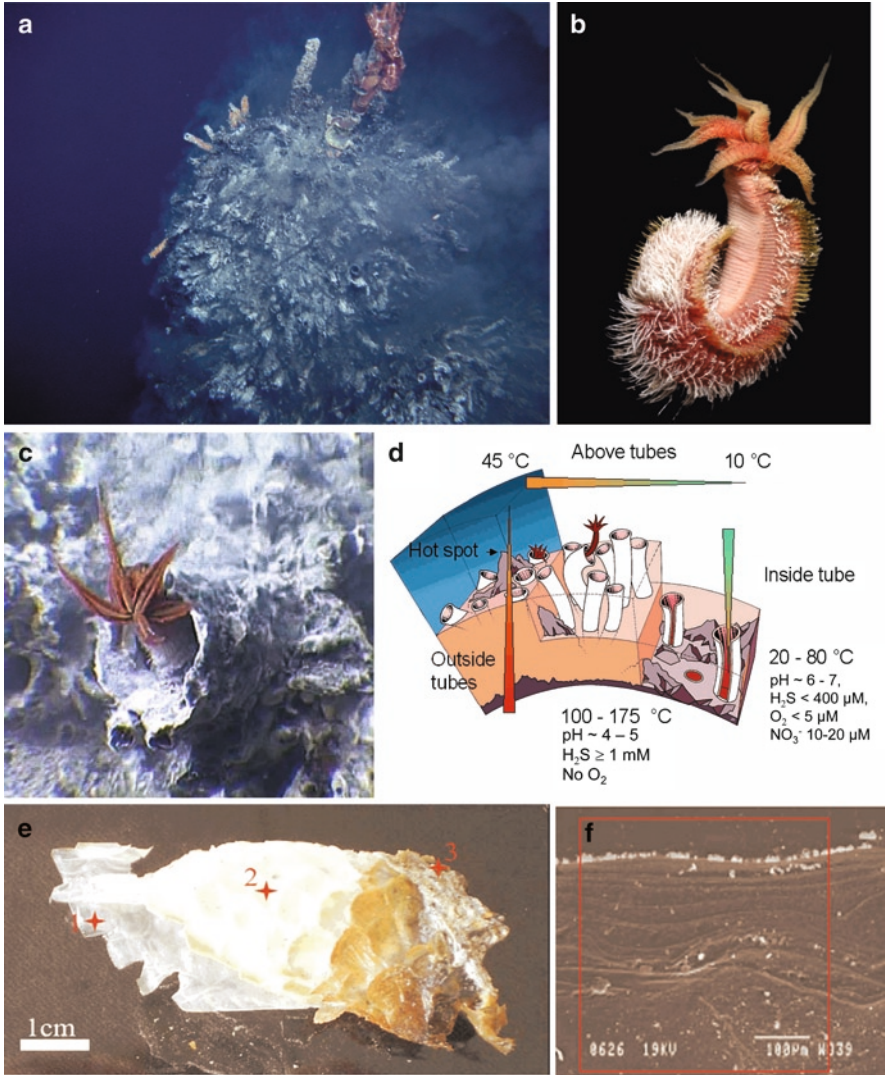 a
b
c
d
45 °C
Above tubes
10 °C
Hot spot
Inside tube
Outside
tubes
20 - 80 °C
pH ~ 6 - 7,
H₂S < 400 µM,
O₂ < 5 µM
NO₃⁻ 10-20 µM
100 - 175 °C
pH ~ 4 – 5
H₂S ≥ 1 mM
No O₂
e
1
2
3
1cm
f
0626 19KV 100µm WD39